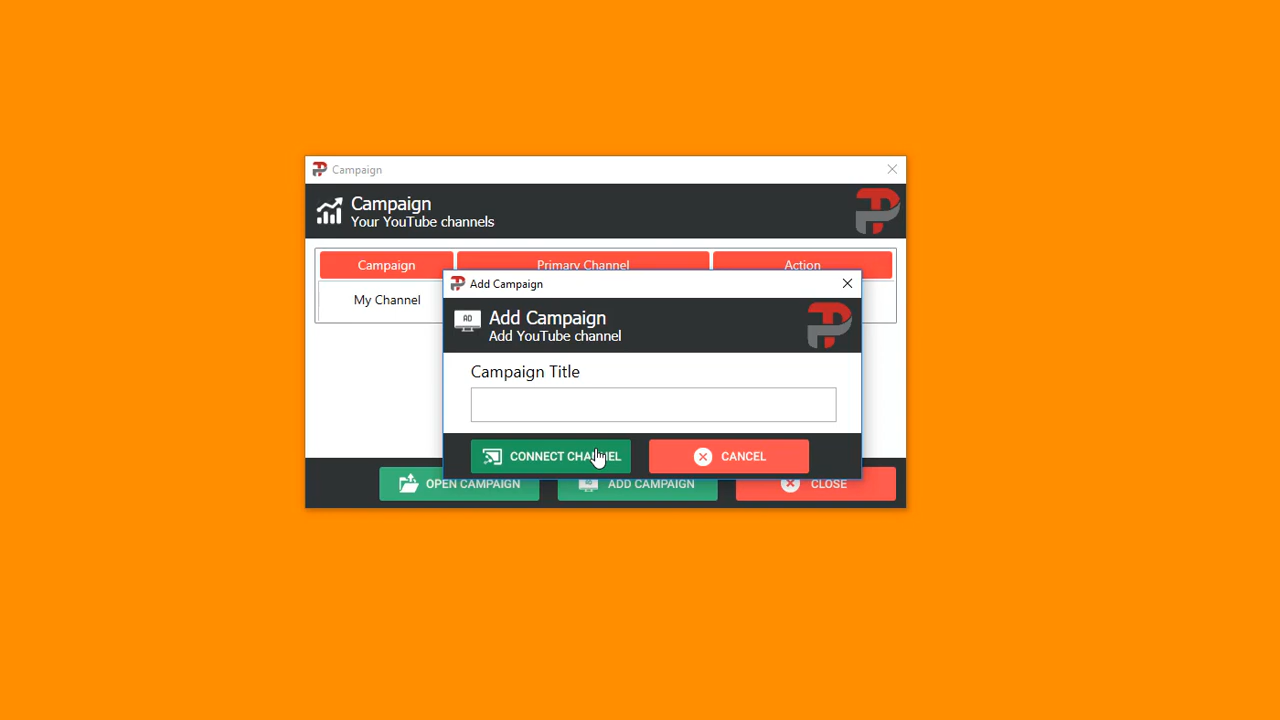 Campaign
Campaign
Your YouTube channels
Campaign Primary Channel Action
My Channel
Add Campaign
AD Add Campaign
Add YouTube channel
Campaign Title
CONNECT CHANNEL CANCEL
OPEN CAMPAIGN ADD CAMPAIGN CLOSE